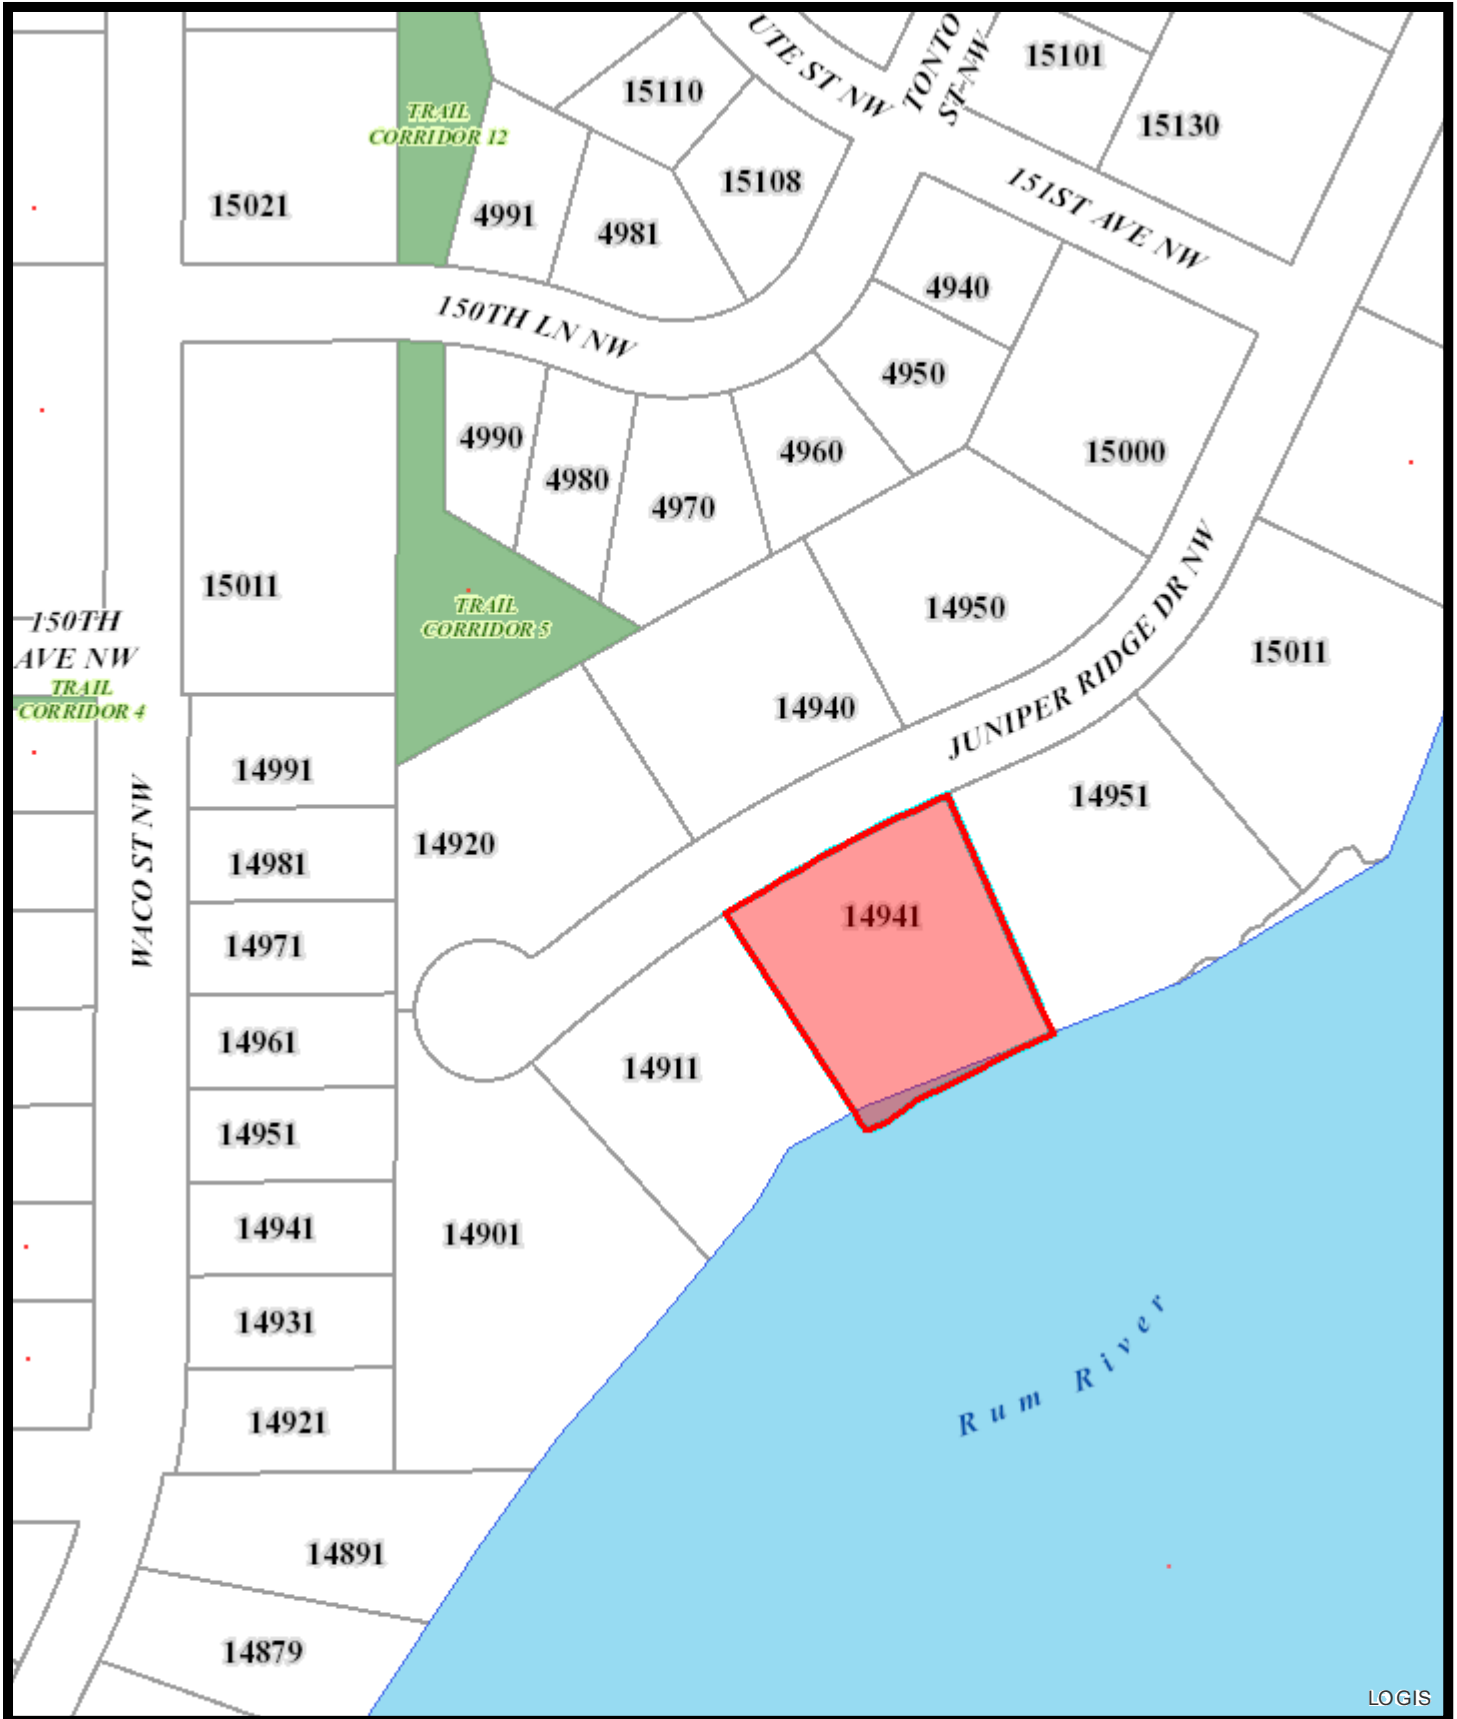 UTE ST NW
TONTO
ST NW
15101
15110
TRAIL
CORRIDOR 12
15130
15108
15021
4991
4981
151ST AVE NW
4940
150TH LN NW
4950
4990
4960
15000
4980
4970
15011
TRAIL
CORRIDOR 5
14950
150TH
AVE NW
JUNIPER RIDGE DR NW
15011
TRAIL
CORRIDOR 4
14940
14991
14951
14920
14981
WACO ST NW
14941
14971
14961
14911
14951
14941
14901
14931
Rum River
14921
14891
14879
LOGIS